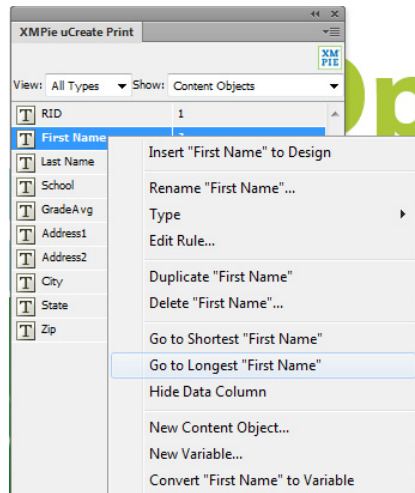 XMPie uCreate Print
XM
PIE
View: All Types Show: Content Objects
T RID 1
T First Name
T Last Name
T School
T GradeAvg
T Address1
T Address2
T City
T State
T Zip
Insert "First Name" to Design
Rename "First Name"...
Type
Edit Rule...
Duplicate "First Name"
Delete "First Name"...
Go to Shortest "First Name"
Go to Longest "First Name"
Hide Data Column
New Content Object...
New Variable...
Convert "First Name" to Variable